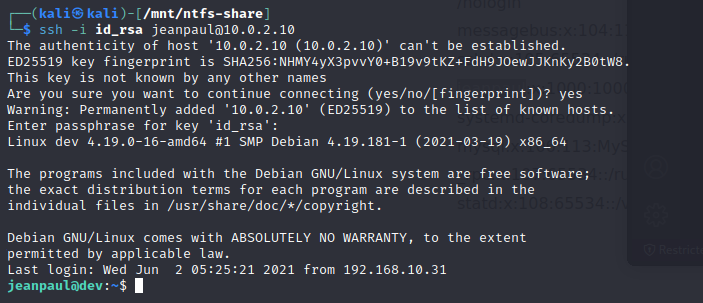 ┌──(kali㉿kali)-[/mnt/ntfs-share]
└─$ ssh -i id_rsa jeanpaul@10.0.2.10
The authenticity of host '10.0.2.10 (10.0.2.10)' can't be established.
ED25519 key fingerprint is SHA256:NHMY4yX3pvvY0+B19v9tKZ+FdH9JOewJJKnKy2B0tW8.
This key is not known by any other names
Are you sure you want to continue connecting (yes/no/[fingerprint])? yes
Warning: Permanently added '10.0.2.10' (ED25519) to the list of known hosts.
Enter passphrase for key 'id_rsa':
Linux dev 4.19.0-16-amd64 #1 SMP Debian 4.19.181-1 (2021-03-19) x86_64

The programs included with the Debian GNU/Linux system are free software;
the exact distribution terms for each program are described in the
individual files in /usr/share/doc/*/copyright.

Debian GNU/Linux comes with ABSOLUTELY NO WARRANTY, to the extent
permitted by applicable law.
Last login: Wed Jun  2 05:25:21 2021 from 192.168.10.31
jeanpaul@dev:~$